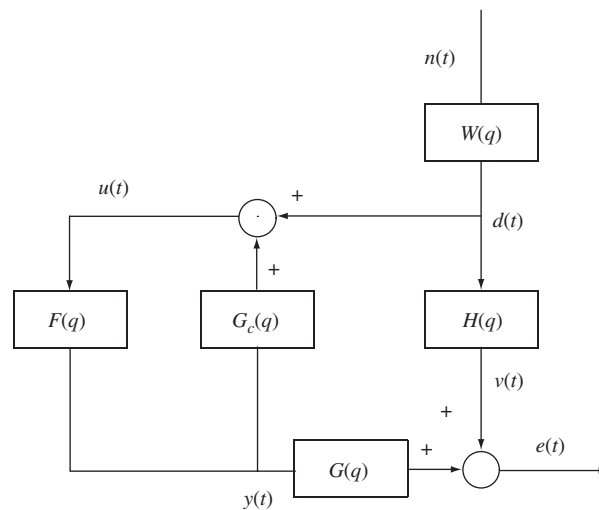 n(t)
W(q)
u(t)
+
d(t)
+
F(q)
G_c(q)
H(q)
v(t)
+
+
e(t)
G(q)
y(t)